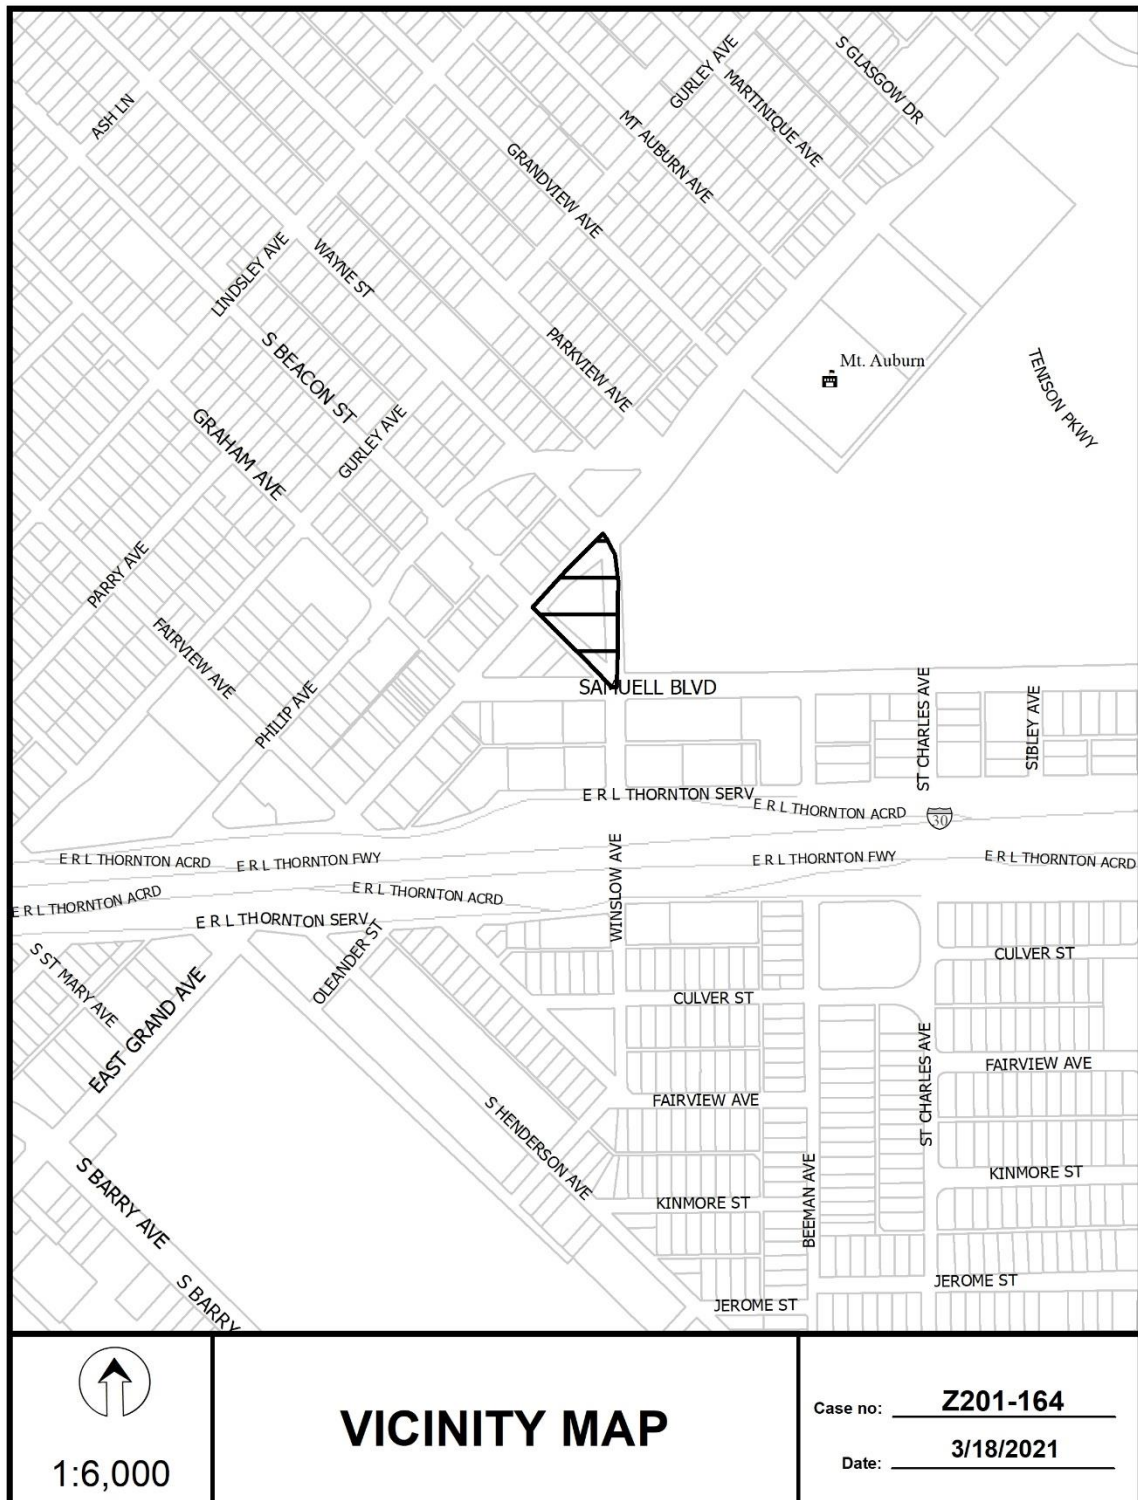 S GLASGOW DR
GURLEY AVE
MARTINIQUE AVE
ASH LN
MT AUBURN AVE
GRANDVIEW AVE
LINDSLEY AVE
WAYNE ST
S BEACON ST
PARKVIEW AVE
Mt. Auburn
TENISON PKWY
GRAHAM AVE
GURLEY AVE
PARRY AVE
FAIRVIEW AVE
PHILIP AVE
SAMUELL BLVD
ST CHARLES AVE
SIBLEY AVE
E R L THORNTON SERV
E R L THORNTON ACRD
30
E R L THORNTON ACRD
E R L THORNTON FWY
WINSLOW AVE
E R L THORNTON FWY
E R L THORNTON ACRD
E R L THORNTON ACRD
E R L THORNTON ACRD
E R L THORNTON SERV
OLEANDER ST
S ST MARY AVE
EAST GRAND AVE
CULVER ST
CULVER ST
ST CHARLES AVE
FAIRVIEW AVE
FAIRVIEW AVE
S HENDERSON AVE
S BARRY AVE
KINMORE ST
KINMORE ST
BEEMAN AVE
S BARRY
JEROME ST
JEROME ST
1:6,000
VICINITY MAP
Case no: Z201-164
Date: 3/18/2021